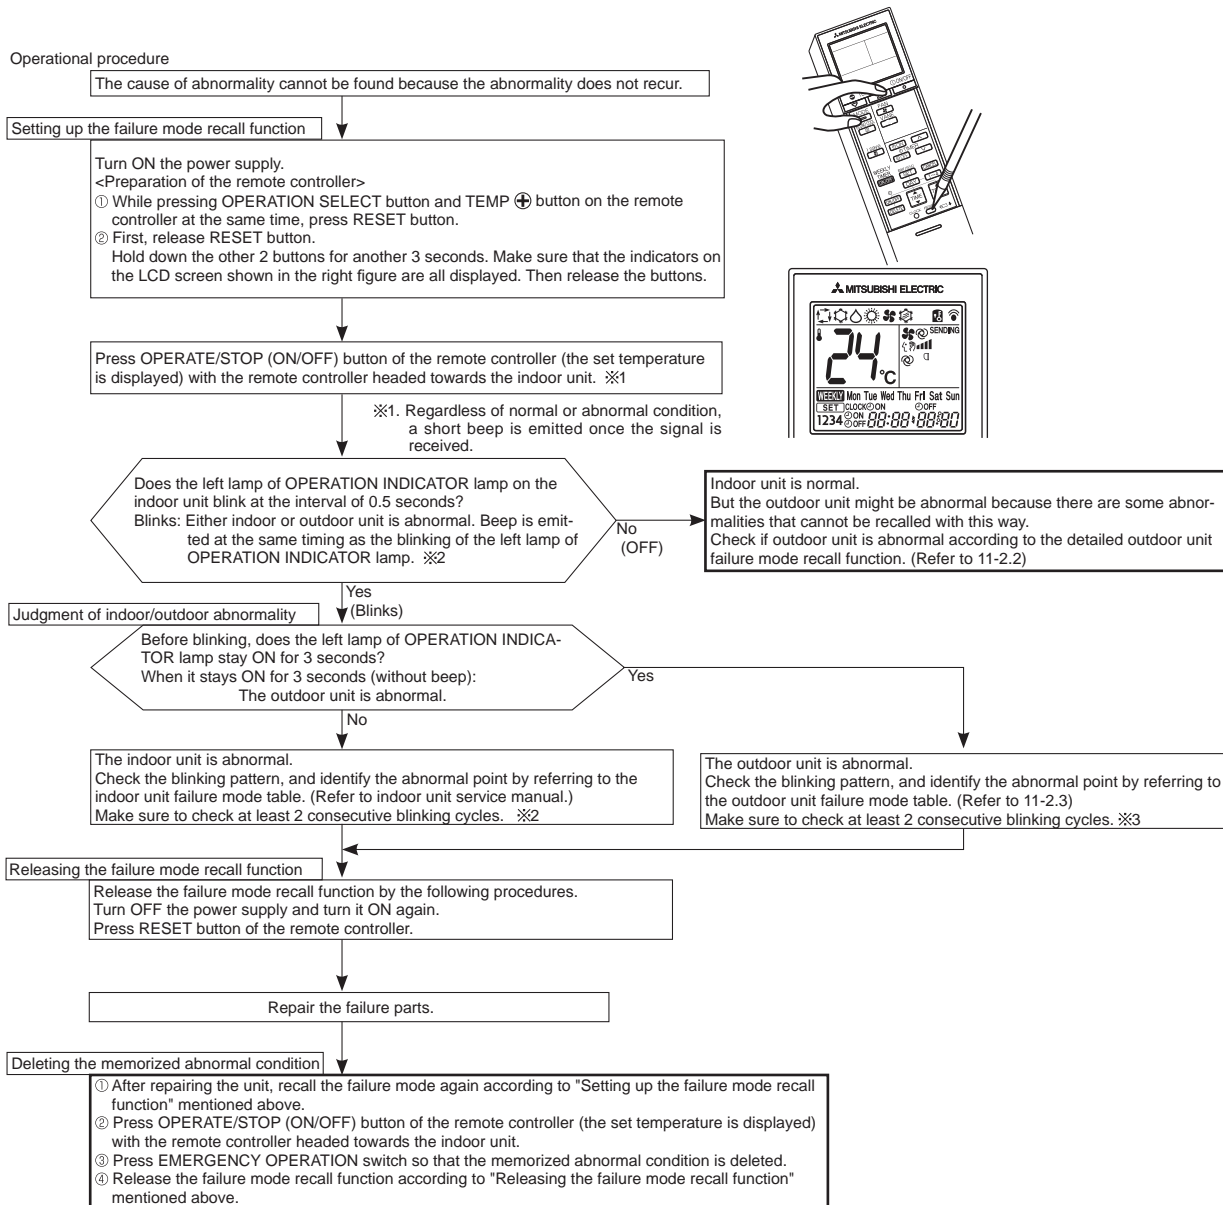 Operational procedure
The cause of abnormality cannot be found because the abnormality does not recur.
Setting up the failure mode recall function
Turn ON the power supply.
<Preparation of the remote controller>
① While pressing OPERATION SELECT button and TEMP ⊕ button on the remote
controller at the same time, press RESET button.
② First, release RESET button.
Hold down the other 2 buttons for another 3 seconds. Make sure that the indicators on
the LCD screen shown in the right figure are all displayed. Then release the buttons.
MITSUBISHI ELECTRIC
MITSUBISHI ELECTRIC
SENDING
24°C
WEEKLY Mon Tue Wed Thu Fri Sat Sun
SET CLOCK ON OFF
1234 ON OFF 88:88 88:88
Press OPERATE/STOP (ON/OFF) button of the remote controller (the set temperature
is displayed) with the remote controller headed towards the indoor unit. ※1
※1. Regardless of normal or abnormal condition,
a short beep is emitted once the signal is
received.
Does the left lamp of OPERATION INDICATOR lamp on the
indoor unit blink at the interval of 0.5 seconds?
Blinks: Either indoor or outdoor unit is abnormal. Beep is emit-
ted at the same timing as the blinking of the left lamp of
OPERATION INDICATOR lamp. ※2
No
(OFF)
Indoor unit is normal.
But the outdoor unit might be abnormal because there are some abnor-
malities that cannot be recalled with this way.
Check if outdoor unit is abnormal according to the detailed outdoor unit
failure mode recall function. (Refer to 11-2.2)
Yes
(Blinks)
Judgment of indoor/outdoor abnormality
Before blinking, does the left lamp of OPERATION INDICA-
TOR lamp stay ON for 3 seconds?
When it stays ON for 3 seconds (without beep):
The outdoor unit is abnormal.
Yes
No
The indoor unit is abnormal.
Check the blinking pattern, and identify the abnormal point by referring to the
indoor unit failure mode table. (Refer to indoor unit service manual.)
Make sure to check at least 2 consecutive blinking cycles. ※2
The outdoor unit is abnormal.
Check the blinking pattern, and identify the abnormal point by referring to
the outdoor unit failure mode table. (Refer to 11-2.3)
Make sure to check at least 2 consecutive blinking cycles. ※3
Releasing the failure mode recall function
Release the failure mode recall function by the following procedures.
Turn OFF the power supply and turn it ON again.
Press RESET button of the remote controller.
Repair the failure parts.
Deleting the memorized abnormal condition
① After repairing the unit, recall the failure mode again according to "Setting up the failure mode recall
function" mentioned above.
② Press OPERATE/STOP (ON/OFF) button of the remote controller (the set temperature is displayed)
with the remote controller headed towards the indoor unit.
③ Press EMERGENCY OPERATION switch so that the memorized abnormal condition is deleted.
④ Release the failure mode recall function according to "Releasing the failure mode recall function"
mentioned above.